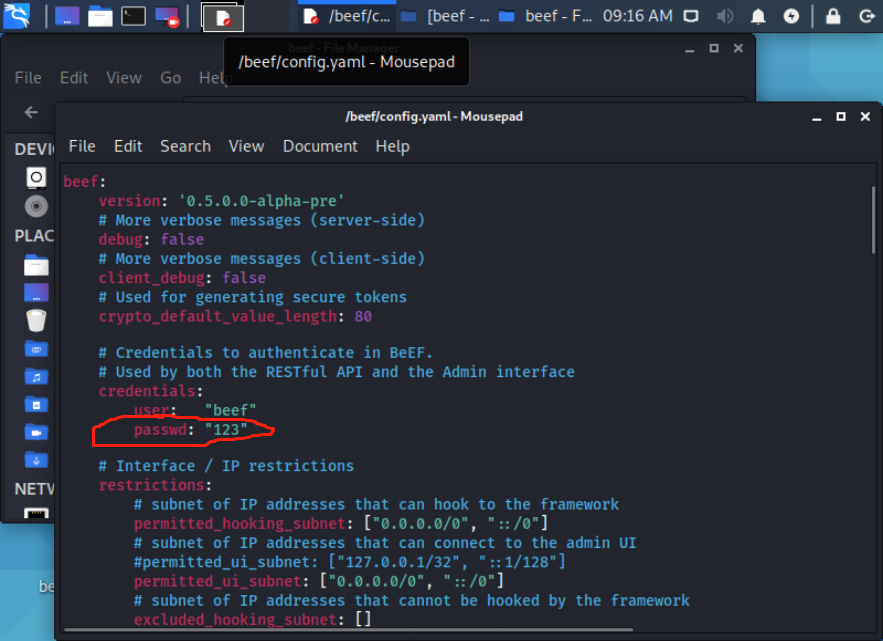 /beef/c...
[beef - ...
beef - F...
09:16 AM
beef - File Manager
/beef/config.yaml - Mousepad
File Edit View Go Help
/beef/config.yaml - Mousepad
File Edit Search View Document Help
DEVI
PLAC
NETW
be
beef:
version: '0.5.0.0-alpha-pre'
# More verbose messages (server-side)
debug: false
# More verbose messages (client-side)
client_debug: false
# Used for generating secure tokens
crypto_default_value_length: 80
# Credentials to authenticate in BeEF.
# Used by both the RESTful API and the Admin interface
credentials:
user: "beef"
passwd: "123"
# Interface / IP restrictions
restrictions:
# subnet of IP addresses that can hook to the framework
permitted_hooking_subnet: ["0.0.0.0/0", "::/0"]
# subnet of IP addresses that can connect to the admin UI
#permitted_ui_subnet: ["127.0.0.1/32", "::1/128"]
permitted_ui_subnet: ["0.0.0.0/0", "::/0"]
# subnet of IP addresses that cannot be hooked by the framework
excluded_hooking_subnet: []